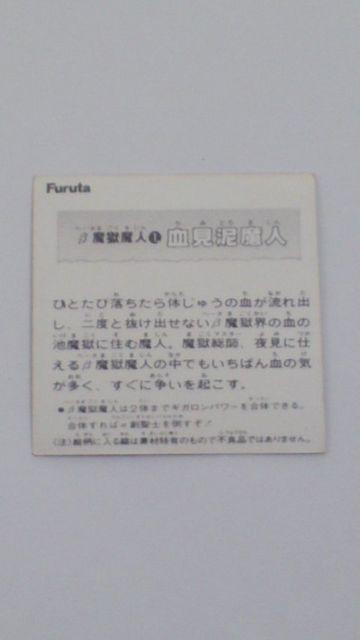 Furuta
β魔獄魔人❶ 血見泥魔人
ひとたび落ちたら体じゅうの血が流れ出
し、二度と抜け出せないβ魔獄界の血の
池魔獄に住む魔人。魔獄総師、夜見に仕
えるβ魔獄魔人の中でもいちばん血の気
が多く、すぐに争いを起こす。
●β魔獄魔人は2体までギガロンパワーを合体できる。
合体すればα創聖士を倒すぞ!
(注)絵柄に入る線は素材特有のもので不良品ではありません。